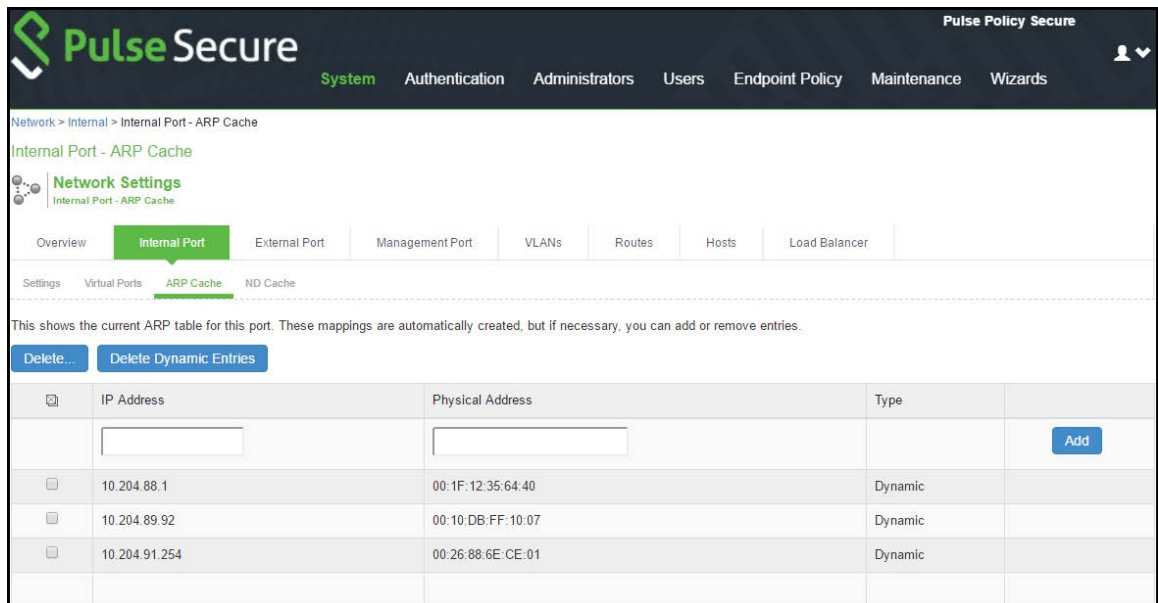 Pulse Policy Secure
Pulse Secure
System Authentication Administrators Users Endpoint Policy Maintenance Wizards
Network > Internal > Internal Port - ARP Cache
Internal Port - ARP Cache
Network Settings
Internal Port - ARP Cache
Overview Internal Port External Port Management Port VLANs Routes Hosts Load Balancer
Settings Virtual Ports ARP Cache ND Cache
This shows the current ARP table for this port. These mappings are automatically created, but if necessary, you can add or remove entries.
Delete... Delete Dynamic Entries
IP Address Physical Address Type
Add
10.204.88.1 00:1F:12:35:64:40 Dynamic
10.204.89.92 00:10:DB:FF:10:07 Dynamic
10.204.91.254 00:26:88:6E:CE:01 Dynamic